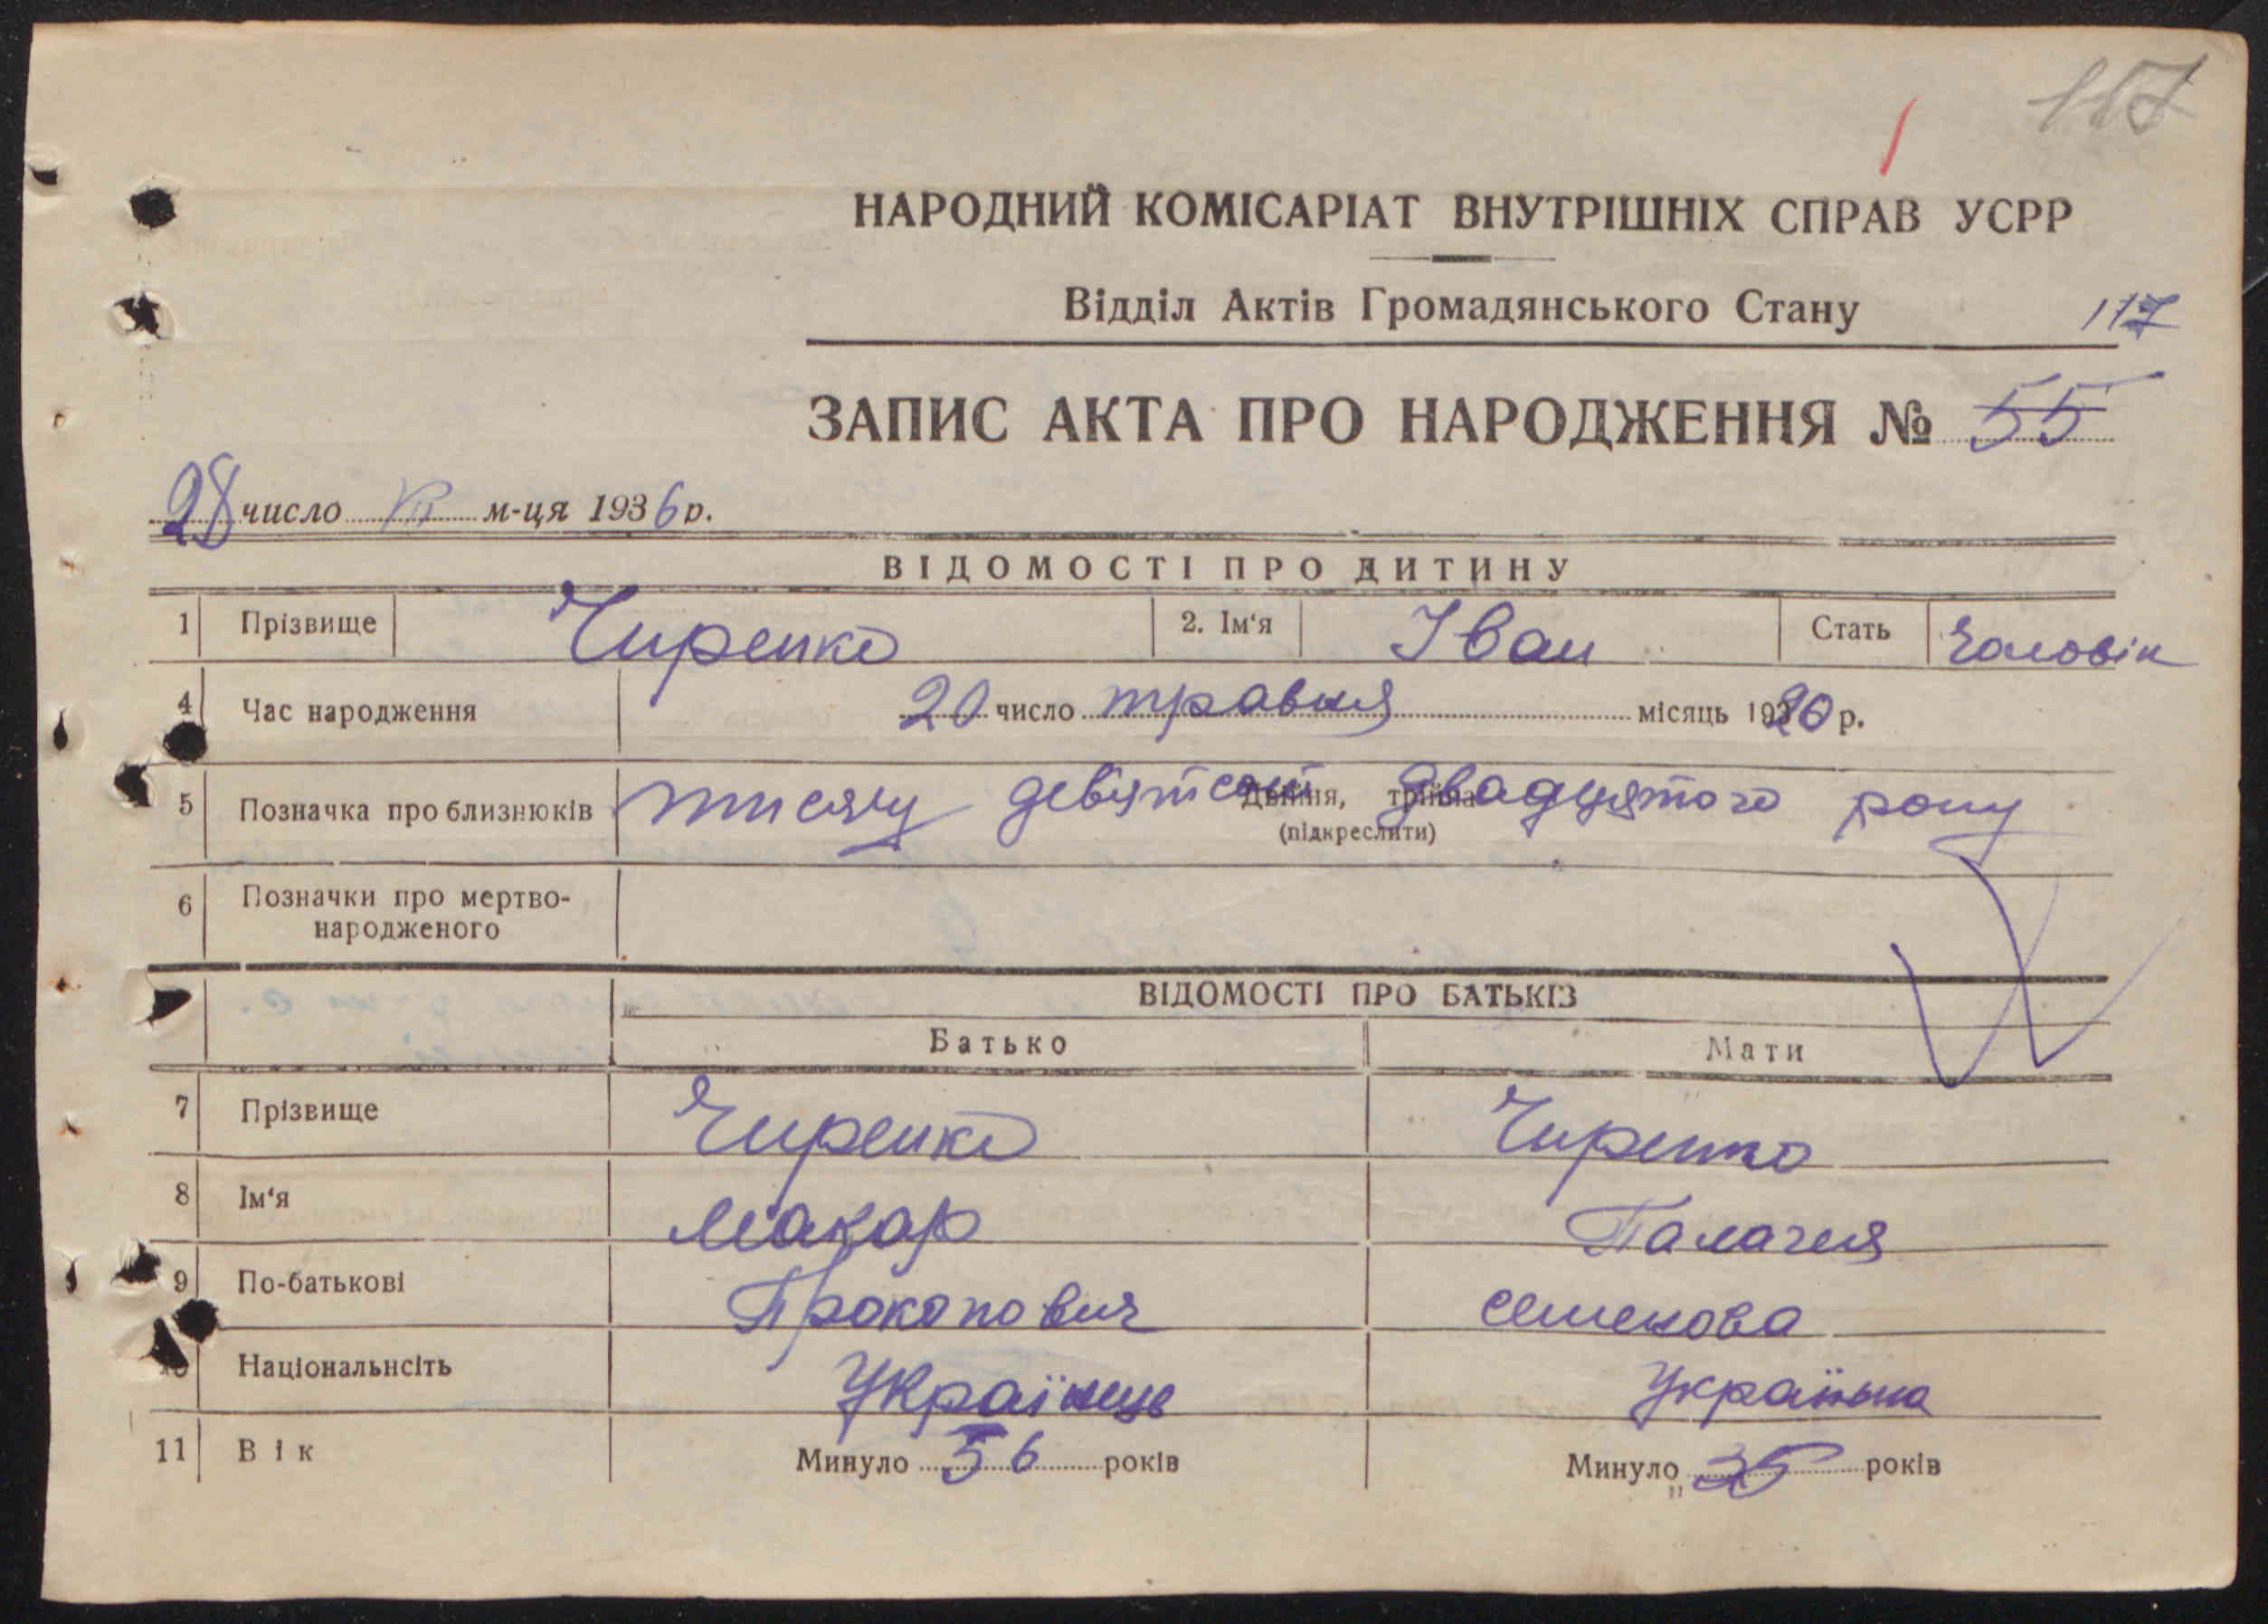 117
НАРОДНИЙ КОМІСАРІАТ ВНУТРІШНІХ СПРАВ УСРР
Відділ Актів Громадянського Стану 117
ЗАПИС АКТА ПРО НАРОДЖЕННЯ № 55
28 число м-ця 1936 р.
ВІДОМОСТІ ПРО ДИТИНУ
1 Прізвище Чиренко 2. Ім'я Іван Стать Чоловік
4 Час народження 20 число травня місяць 1920 р.
5 Позначка про близнюків тисячу девятсот двадцятого року
Двійня, трійня
(підкреслити)
6 Позначки про мертво-
народженого
ВІДОМОСТІ ПРО БАТЬКІВ
Батько Мати
7 Прізвище Чиренко Чиренко
8 Ім'я Макар Палагея
9 По-батькові Прокопович семенова
10 Національнсіть Українець Українка
11 Вік Минуло 56 років Минуло 35 років